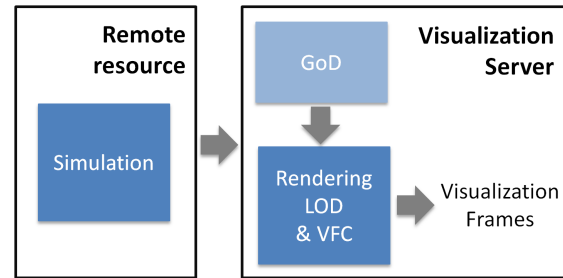 Remote
resource
Simulation
Visualization
Server
GoD
Rendering
LOD
& VFC
Visualization
Frames